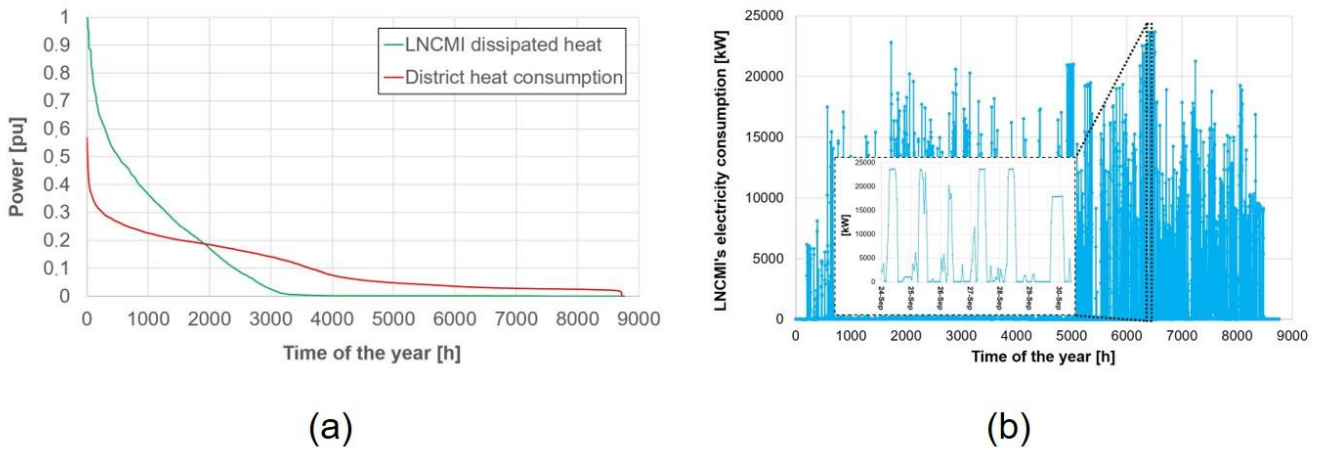 1
0.9
0.8
0.7
0.6
0.5
0.4
0.3
0.2
0.1
0
Power [pu]
LNCMI dissipated heat
District heat consumption
0 1000 2000 3000 4000 5000 6000 7000 8000 9000
Time of the year [h]
(a)
25000
20000
15000
10000
5000
0
LNCMI's electricity consumption [kW]
25000
20000
15000
10000
5000
0
[kW]
24-Sep
25-Sep
26-Sep
27-Sep
28-Sep
29-Sep
30-Sep
0 1000 2000 3000 4000 5000 6000 7000 8000 9000
Time of the year [h]
(b)